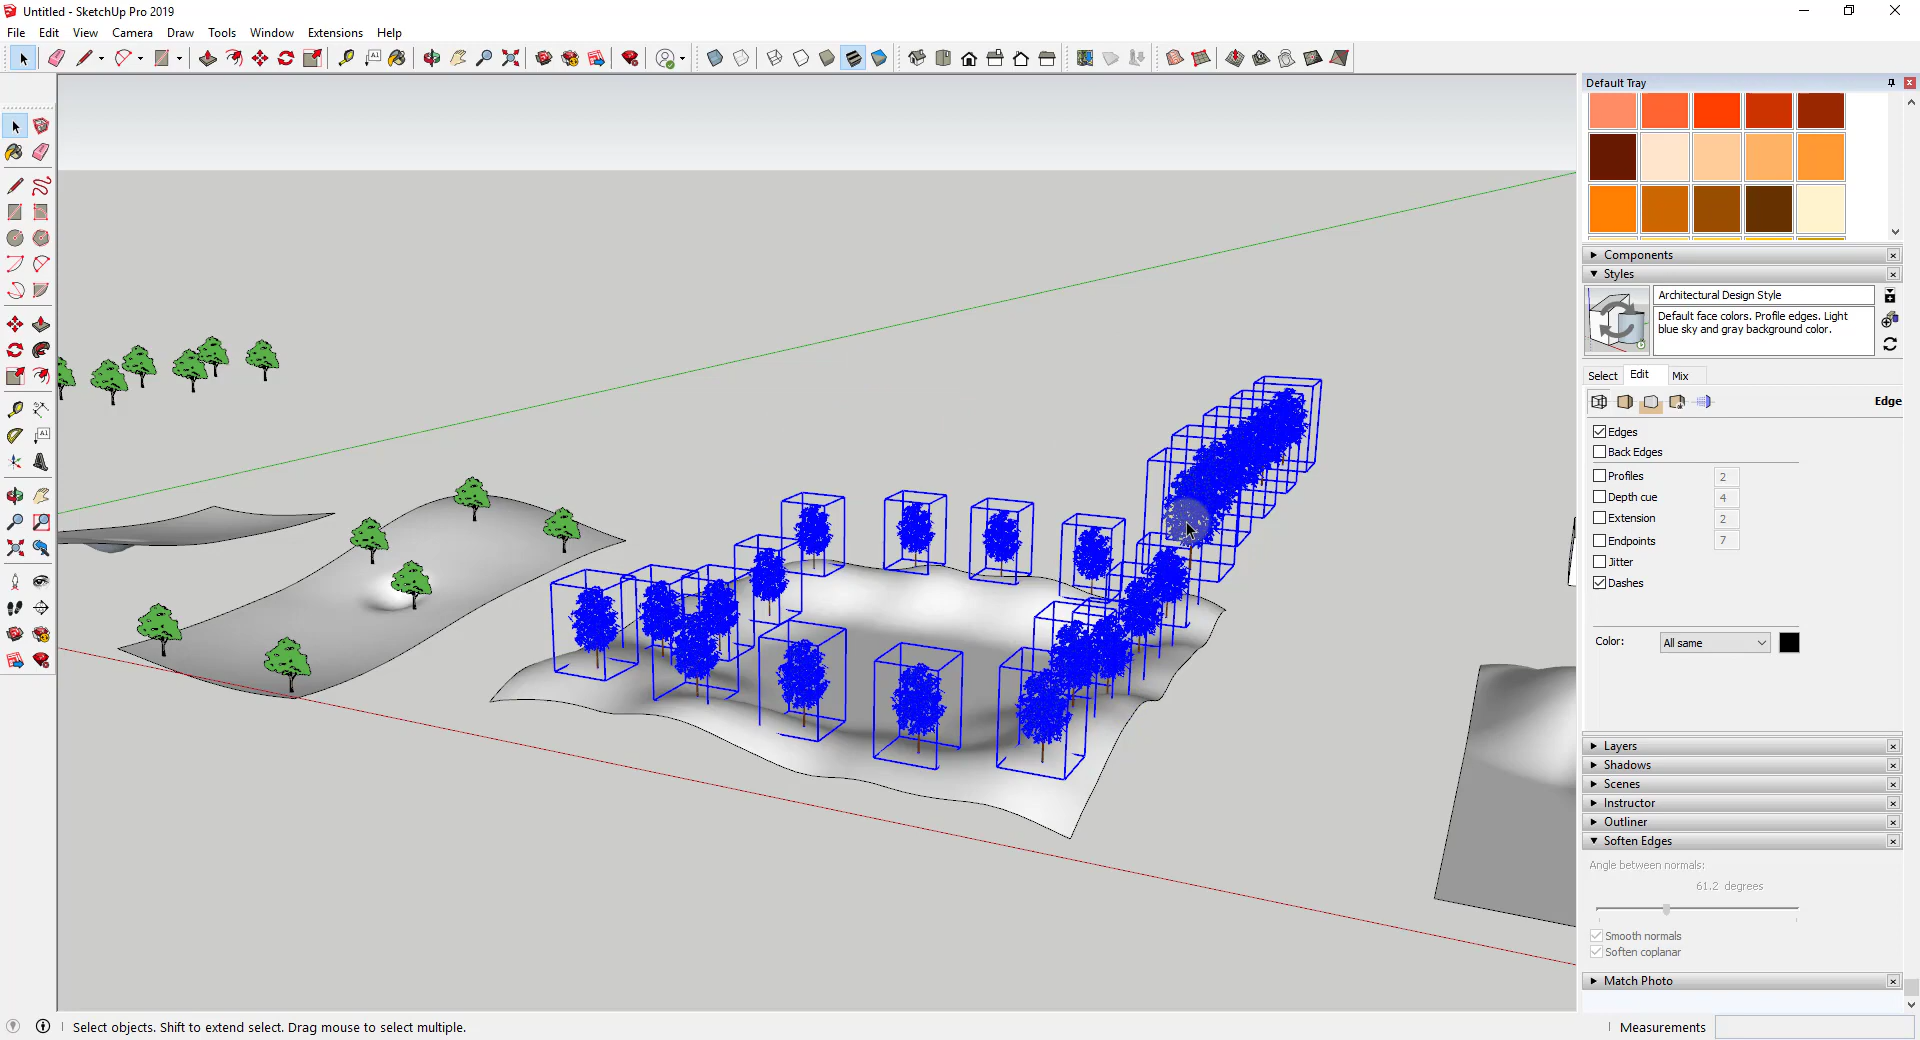 Untitled - SketchUp Pro 2019
File Edit View Camera Draw Tools Window Extensions Help
Default Tray
Components
Styles
Architectural Design Style
Default face colors. Profile edges. Light
blue sky and gray background color.
Select Edit Mix
Edge
Edges
Back Edges
Profiles 2
Depth cue 4
Extension 2
Endpoints 7
Jitter
Dashes
Color: All same
Layers
Shadows
Scenes
Instructor
Outliner
Soften Edges
Angle between normals:
61.2 degrees
Smooth normals
Soften coplanar
Match Photo
Select objects. Shift to extend select. Drag mouse to select multiple.
Measurements